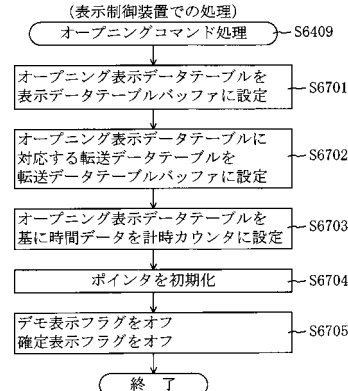 (表示制御装置での処理)
オープニングコマンド処理
S6409
オープニング表示データテーブルを
表示データテーブルバッファに設定
S6701
オープニング表示データテーブルに
対応する転送データテーブルを
転送データテーブルバッファに設定
S6702
オープニング表示データテーブルを
基に時間データを計時カウンタに設定
S6703
ポインタを初期化
S6704
デモ表示フラグをオフ
確定表示フラグをオフ
S6705
終 了